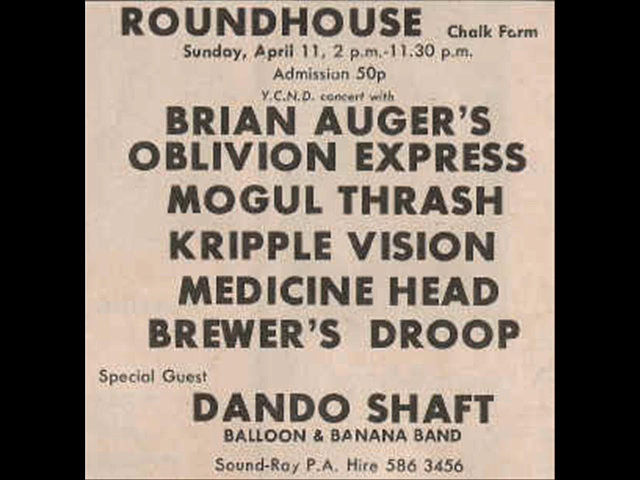 ROUNDHOUSE Chalk Farm
Sunday, April 11, 2 p.m.-11.30 p.m.
Admission 50p
Y.C.N.D. concert with
BRIAN AUGER'S
OBLIVION EXPRESS
MOGUL THRASH
KRIPPLE VISION
MEDICINE HEAD
BREWER'S DROOP
Special Guest
DANDO SHAFT
BALLOON & BANANA BAND
Sound-Ray P.A. Hire 586 3456